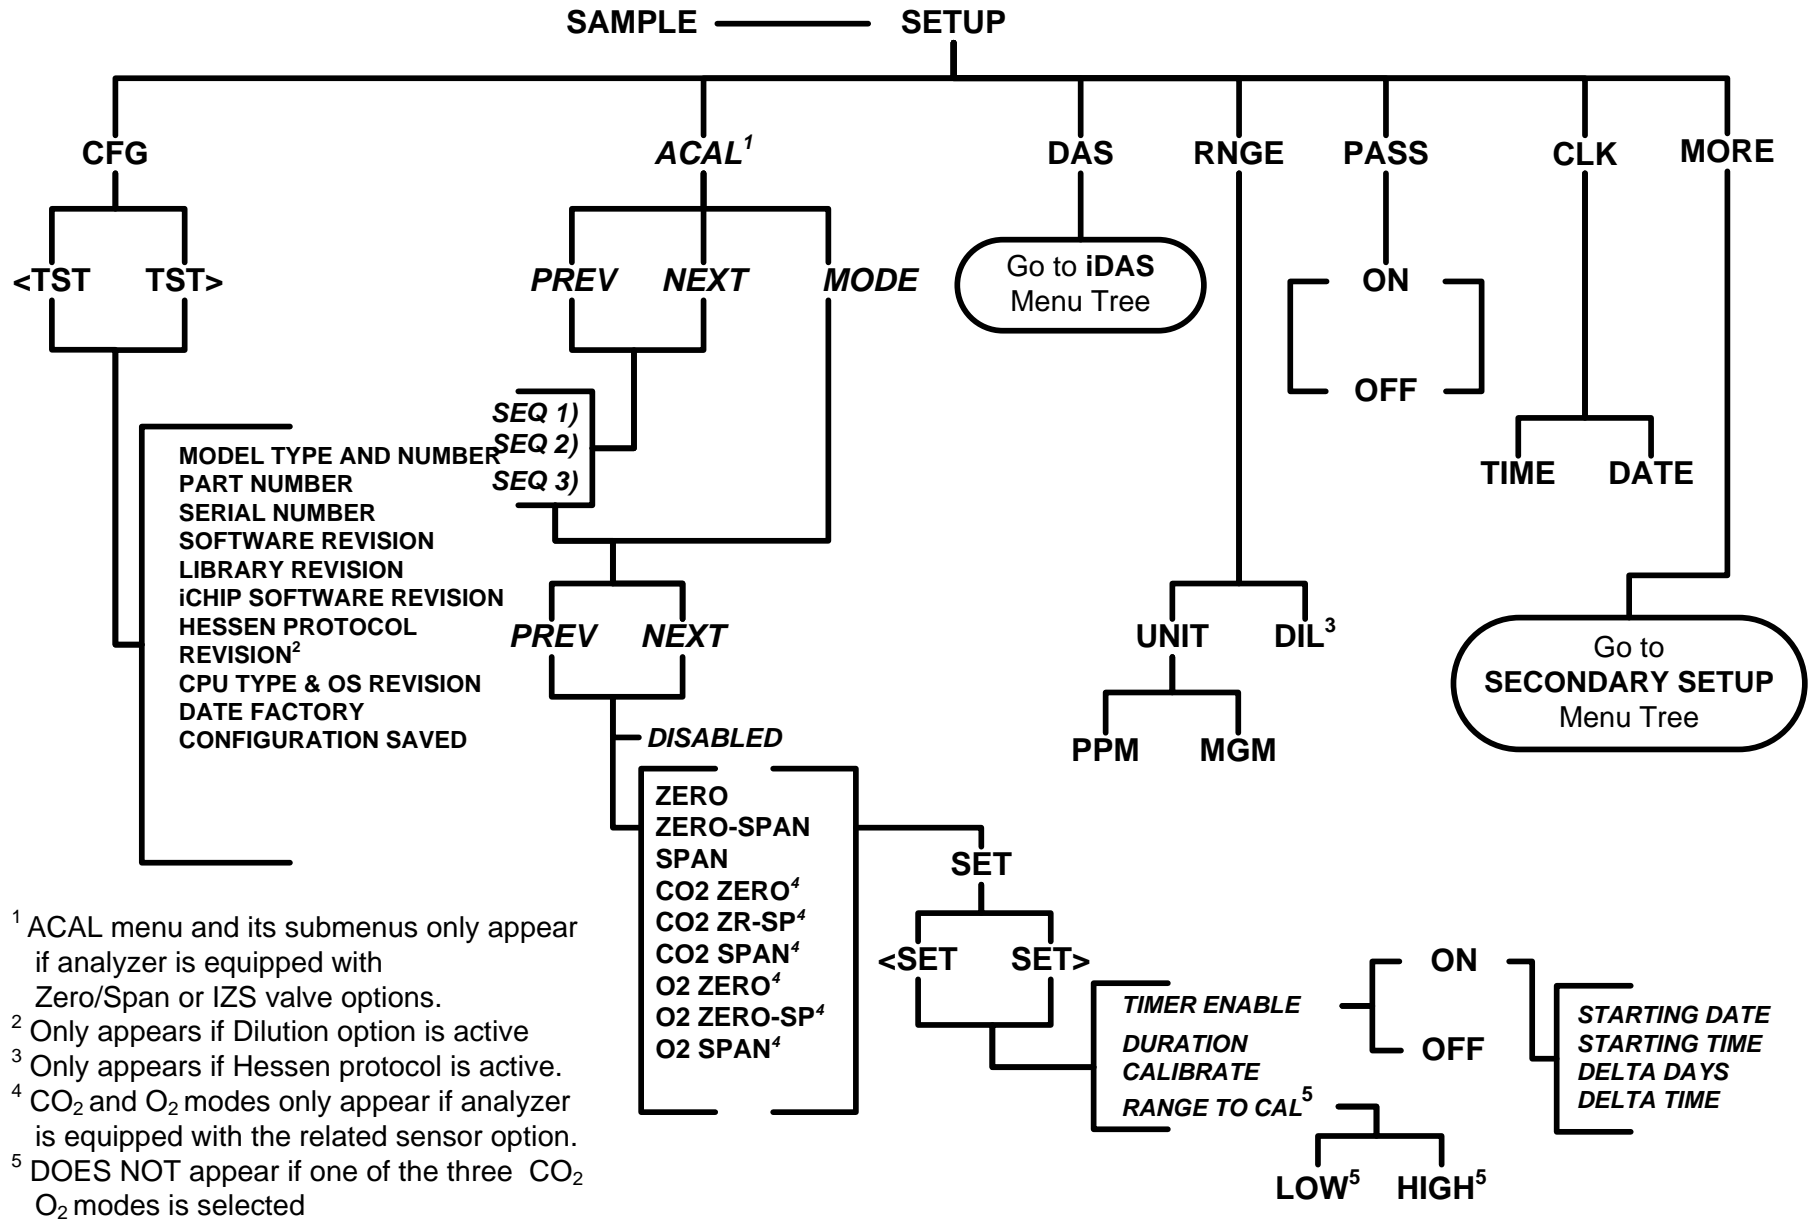 SAMPLE SETUP
CFG ACAL¹ DAS RNGE PASS CLK MORE
<TST TST>
PREV NEXT MODE
Go to iDAS
Menu Tree
ON
OFF
SEQ 1)
SEQ 2)
SEQ 3)
MODEL TYPE AND NUMBER
PART NUMBER
SERIAL NUMBER
SOFTWARE REVISION
LIBRARY REVISION
iCHIP SOFTWARE REVISION
HESSEN PROTOCOL
REVISION²
CPU TYPE & OS REVISION
DATE FACTORY
CONFIGURATION SAVED
TIME DATE
PREV NEXT
UNIT DIL³
PPM MGM
Go to
SECONDARY SETUP
Menu Tree
DISABLED
ZERO
ZERO-SPAN
SPAN
CO2 ZERO⁴
CO2 ZR-SP⁴
CO2 SPAN⁴
O2 ZERO⁴
O2 ZERO-SP⁴
O2 SPAN⁴
SET
<SET SET>
TIMER ENABLE
DURATION
CALIBRATE
RANGE TO CAL⁵
ON
OFF
STARTING DATE
STARTING TIME
DELTA DAYS
DELTA TIME
LOW⁵ HIGH⁵
¹ ACAL menu and its submenus only appear
if analyzer is equipped with
Zero/Span or IZS valve options.
² Only appears if Dilution option is active
³ Only appears if Hessen protocol is active.
⁴ CO₂ and O₂ modes only appear if analyzer
is equipped with the related sensor option.
⁵ DOES NOT appear if one of the three CO₂
O₂ modes is selected